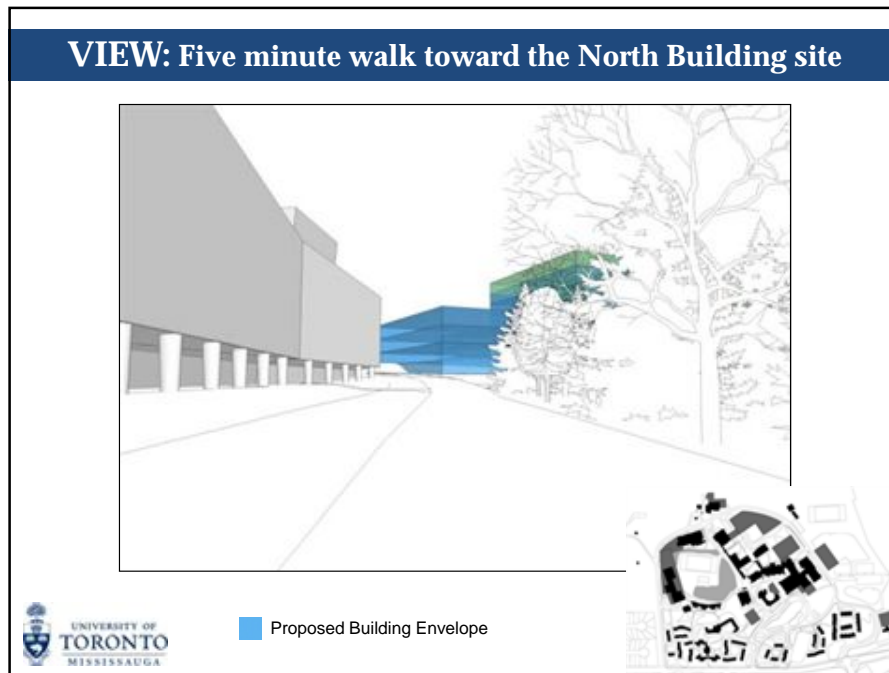 VIEW: Five minute walk toward the North Building site
UNIVERSITY OF
TORONTO
MISSISSAUGA
Proposed Building Envelope